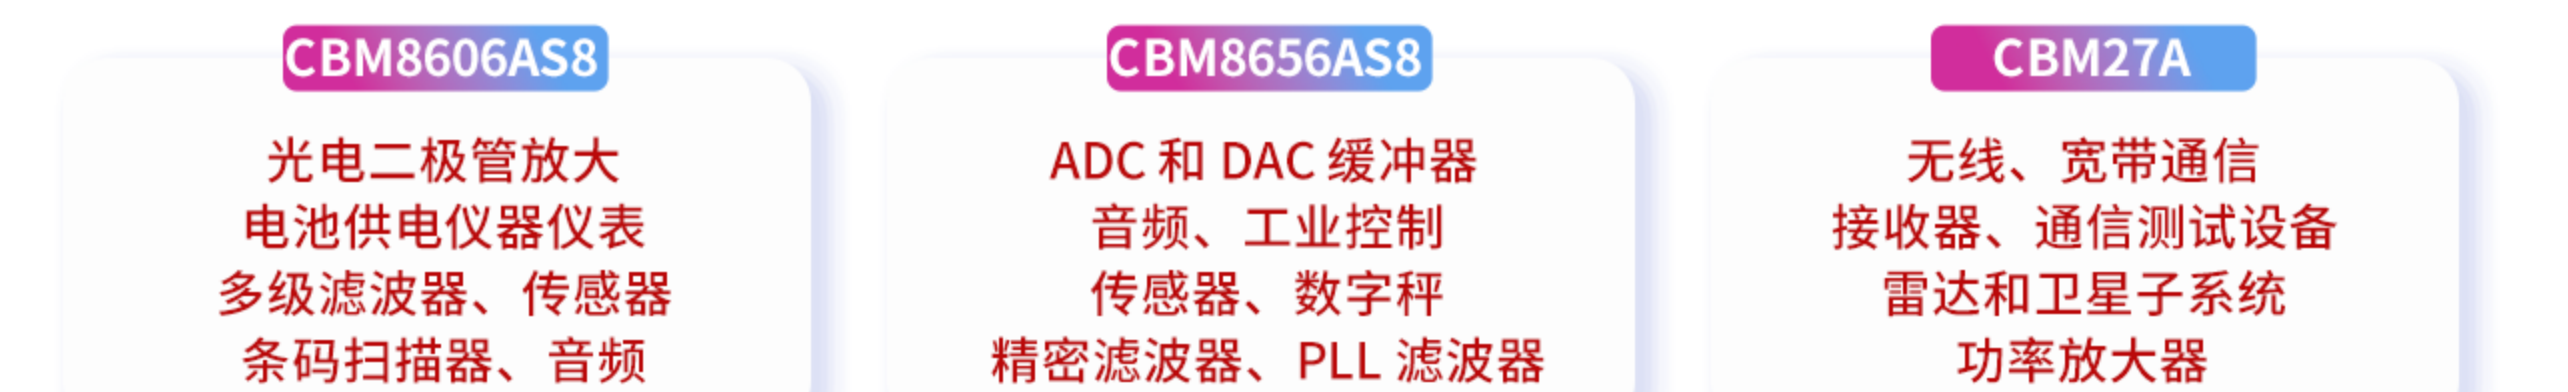 CBM8606AS8
光电二极管放大
电池供电仪器仪表
多级滤波器、传感器
条码扫描器、音频
CBM8656AS8
ADC 和 DAC 缓冲器
音频、工业控制
传感器、数字秤
精密滤波器、PLL 滤波器
CBM27A
无线、宽带通信
接收器、通信测试设备
雷达和卫星子系统
功率放大器